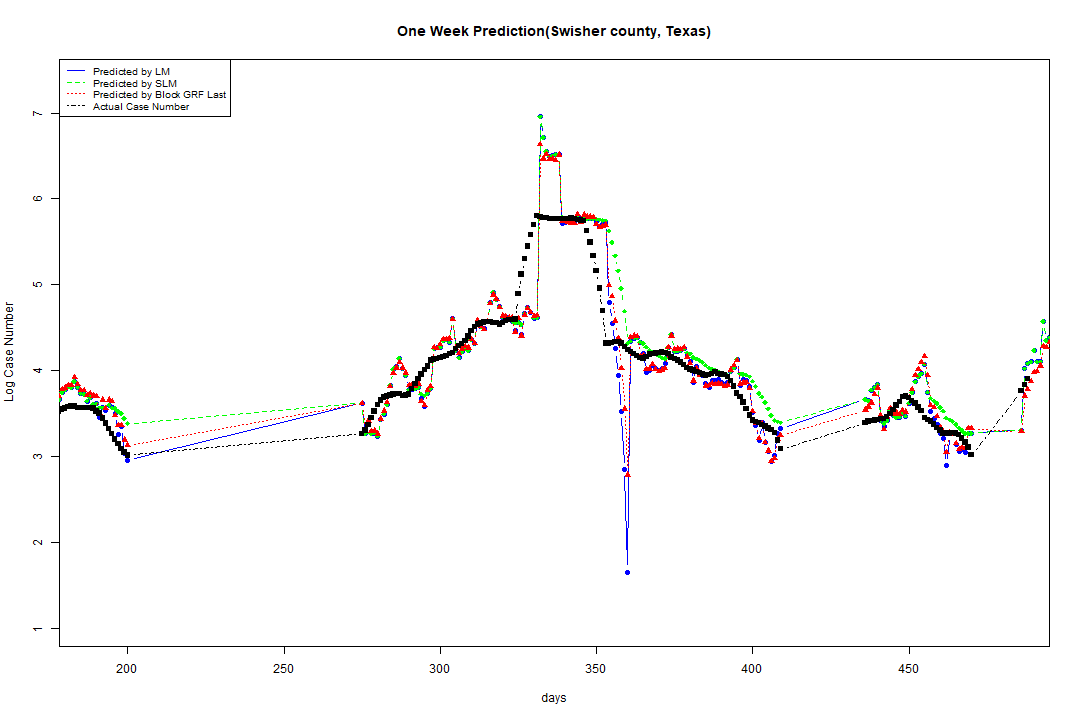 One Week Prediction(Swisher county, Texas)
Predicted by LM
Predicted by SLM
Predicted by Block GRF Last
Actual Case Number
7
6
5
4
3
2
1
Log Case Number
200 250 300 350 400 450
days